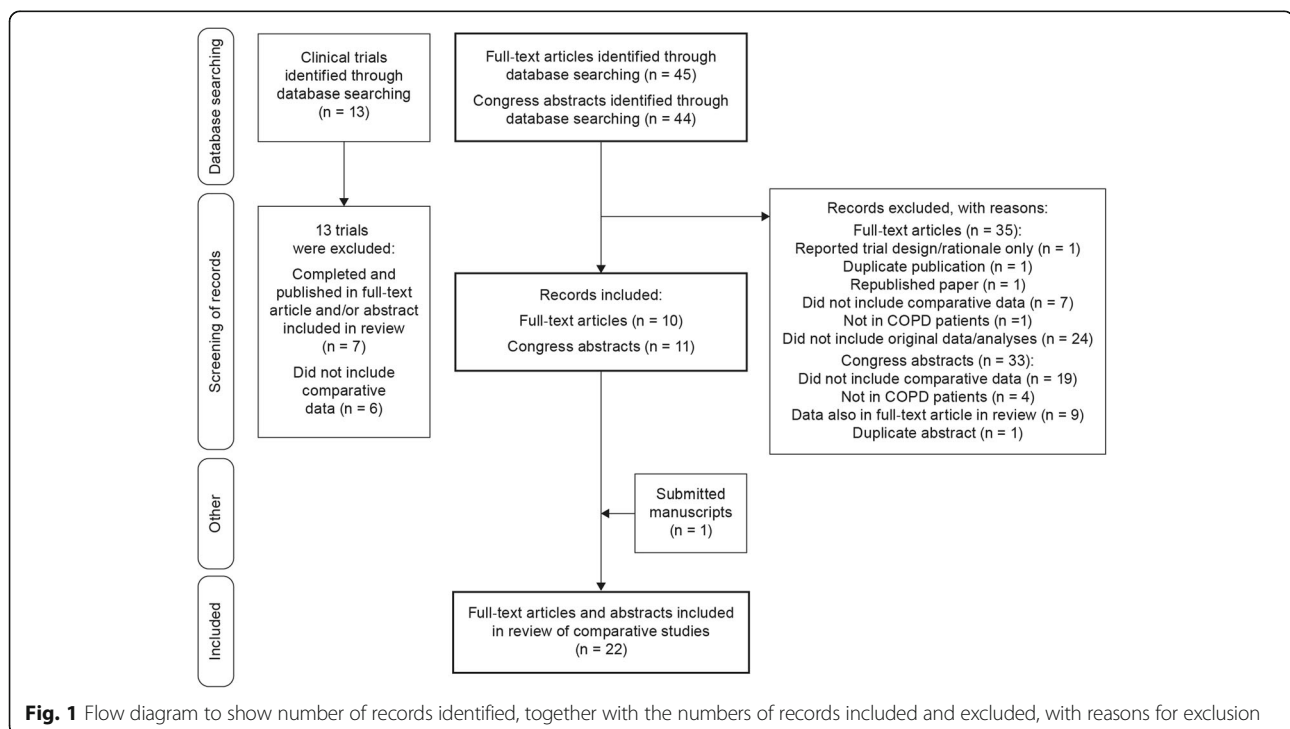 Database searching
Clinical trials
identified through
database searching
(n = 13)
Full-text articles identified through
database searching (n = 45)
Congress abstracts identified through
database searching (n = 44)
Screening of records
13 trials
were excluded:
Completed and
published in full-text
article and/or abstract
included in review
(n = 7)
Did not include
comparative
data (n = 6)
Records included:
Full-text articles (n = 10)
Congress abstracts (n = 11)
Records excluded, with reasons:
Full-text articles (n = 35):
Reported trial design/rationale only (n = 1)
Duplicate publication (n = 1)
Republished paper (n = 1)
Did not include comparative data (n = 7)
Not in COPD patients (n =1)
Did not include original data/analyses (n = 24)
Congress abstracts (n = 33):
Did not include comparative data (n = 19)
Not in COPD patients (n = 4)
Data also in full-text article in review (n = 9)
Duplicate abstract (n = 1)
Other
Submitted
manuscripts
(n = 1)
Included
Full-text articles and abstracts included
in review of comparative studies
(n = 22)
Fig. 1 Flow diagram to show number of records identified, together with the numbers of records included and excluded, with reasons for exclusion